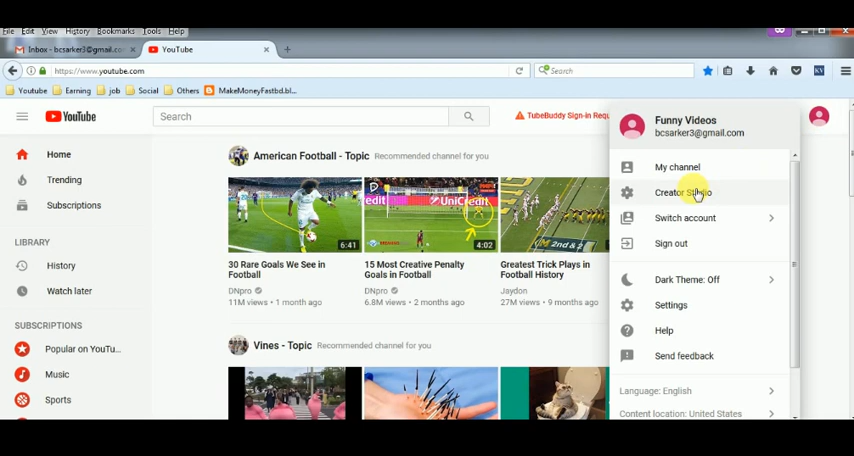 File Edit View History Bookmarks Tools Help
Inbox - bcsarker3@gmail.co
YouTube
https://www.youtube.com
Search
Youtube Earning job Social Others MakeMoneyFastbd.bl...
YouTube
Search
TubeBuddy Sign-in Requ
Funny Videos
bcsarker3@gmail.com
My channel
Creator Studio
Switch account
Sign out
Dark Theme: Off
Settings
Help
Send feedback
Language: English
Content location: United States
Home
Trending
Subscriptions
LIBRARY
History
Watch later
SUBSCRIPTIONS
Popular on YouTu...
Music
Sports
American Football - Topic Recommended channel for you
6:41
redit UniCredit
4:02
2nd &
30 Rare Goals We See in
Football
DNpro
11M views • 1 month ago
15 Most Creative Penalty
Goals in Football
DNpro
6.8M views • 2 months ago
Greatest Trick Plays in
Football History
Jaydon
27M views • 9 months ago
Vines - Topic Recommended channel for you